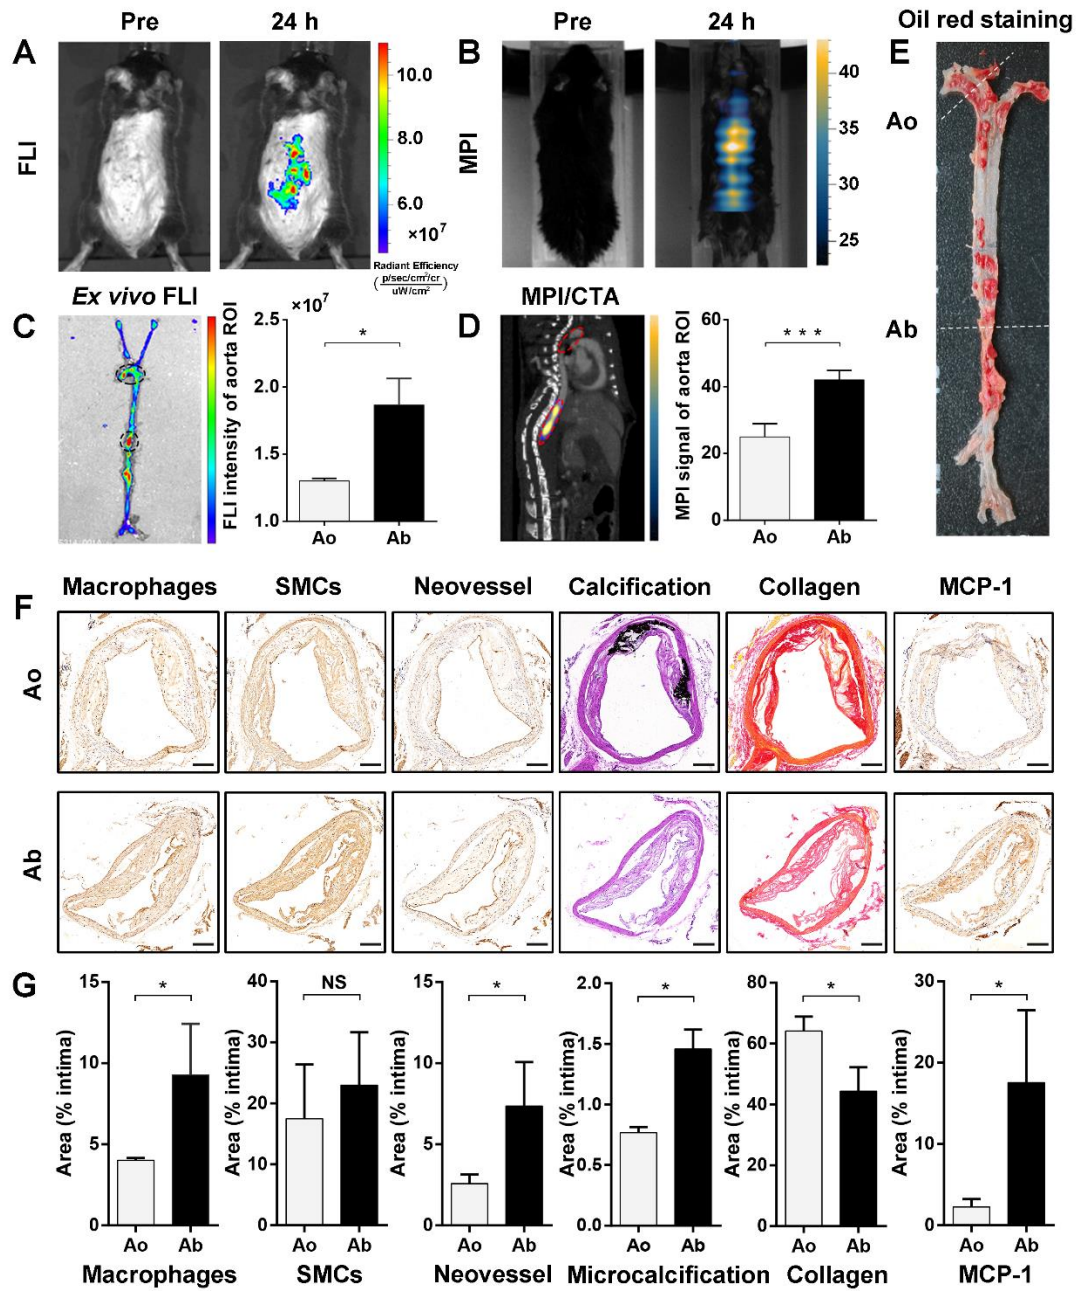 Pre
24 h
Pre
24 h
Oil red staining
A
10.0
8.0
6.0
×10⁷
Radiant Efficiency
(p/sec/cm²/cr
uW/cm²)
FLI
B
40
35
30
25
MPI
E
Ao
Ab
Ex vivo FLI
C
FLI intensity of aorta ROI
×10⁷
2.5
2.0
1.5
1.0
*
Ao
Ab
MPI/CTA
D
MPI signal of aorta ROI
60
40
20
0
* * *
Ao
Ab
F
Macrophages
SMCs
Neovessel
Calcification
Collagen
MCP-1
Ao
Ab
G
Area (% intima)
15
10
5
0
*
Ao
Ab
Macrophages
Area (% intima)
40
30
20
10
0
NS
Ao
Ab
SMCs
Area (% intima)
15
10
5
0
*
Ao
Ab
Neovessel
Area (% intima)
2.0
1.5
1.0
0.5
0.0
*
Ao
Ab
Microcalcification
Area (% intima)
80
60
40
20
0
*
Ao
Ab
Collagen
Area (% intima)
30
20
10
0
*
Ao
Ab
MCP-1